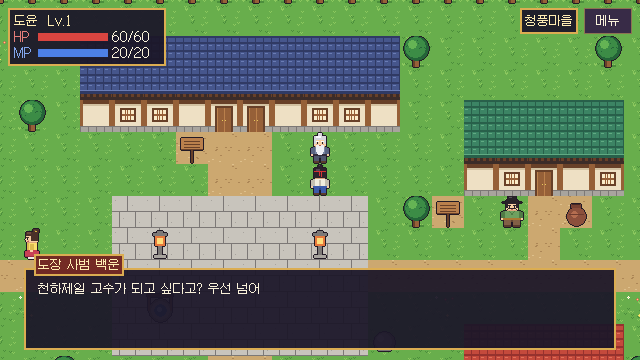 도윤 Lv.1
HP 60/60
MP 20/20
청풍마을
메뉴
도장 사범 백운
천하제일 고수가 되고 싶다고? 우선 넘어